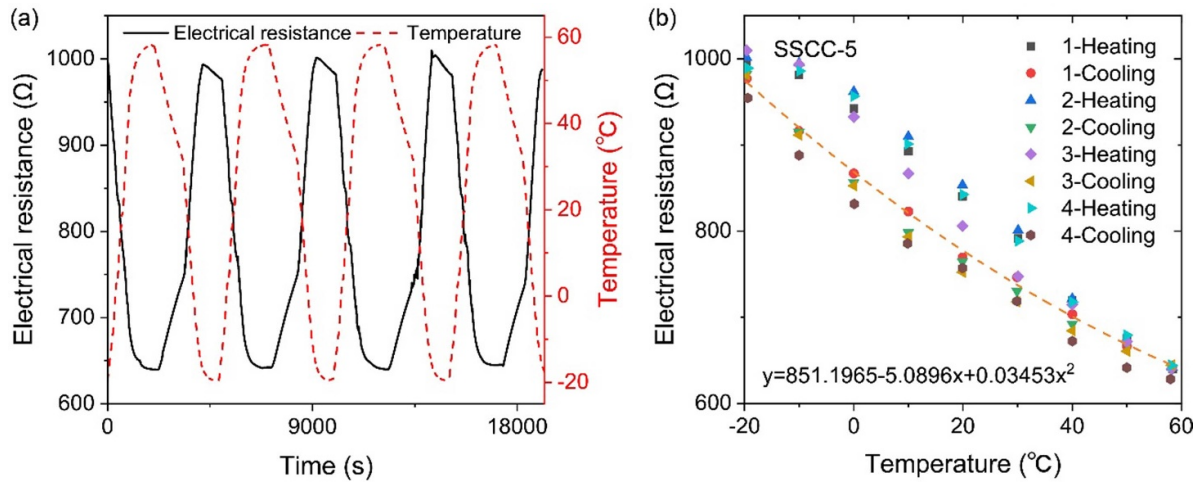 (a)
Electrical resistance
Temperature
1000
900
800
700
600
Electrical resistance (Ω)
60
40
20
0
-20
Temperature (℃)
0
9000
18000
Time (s)
(b)
SSCC-5
1-Heating
1-Cooling
2-Heating
2-Cooling
3-Heating
3-Cooling
4-Heating
4-Cooling
1000
900
800
700
600
Electrical resistance (Ω)
y=851.1965-5.0896x+0.03453x²
-20
0
20
40
60
Temperature (℃)